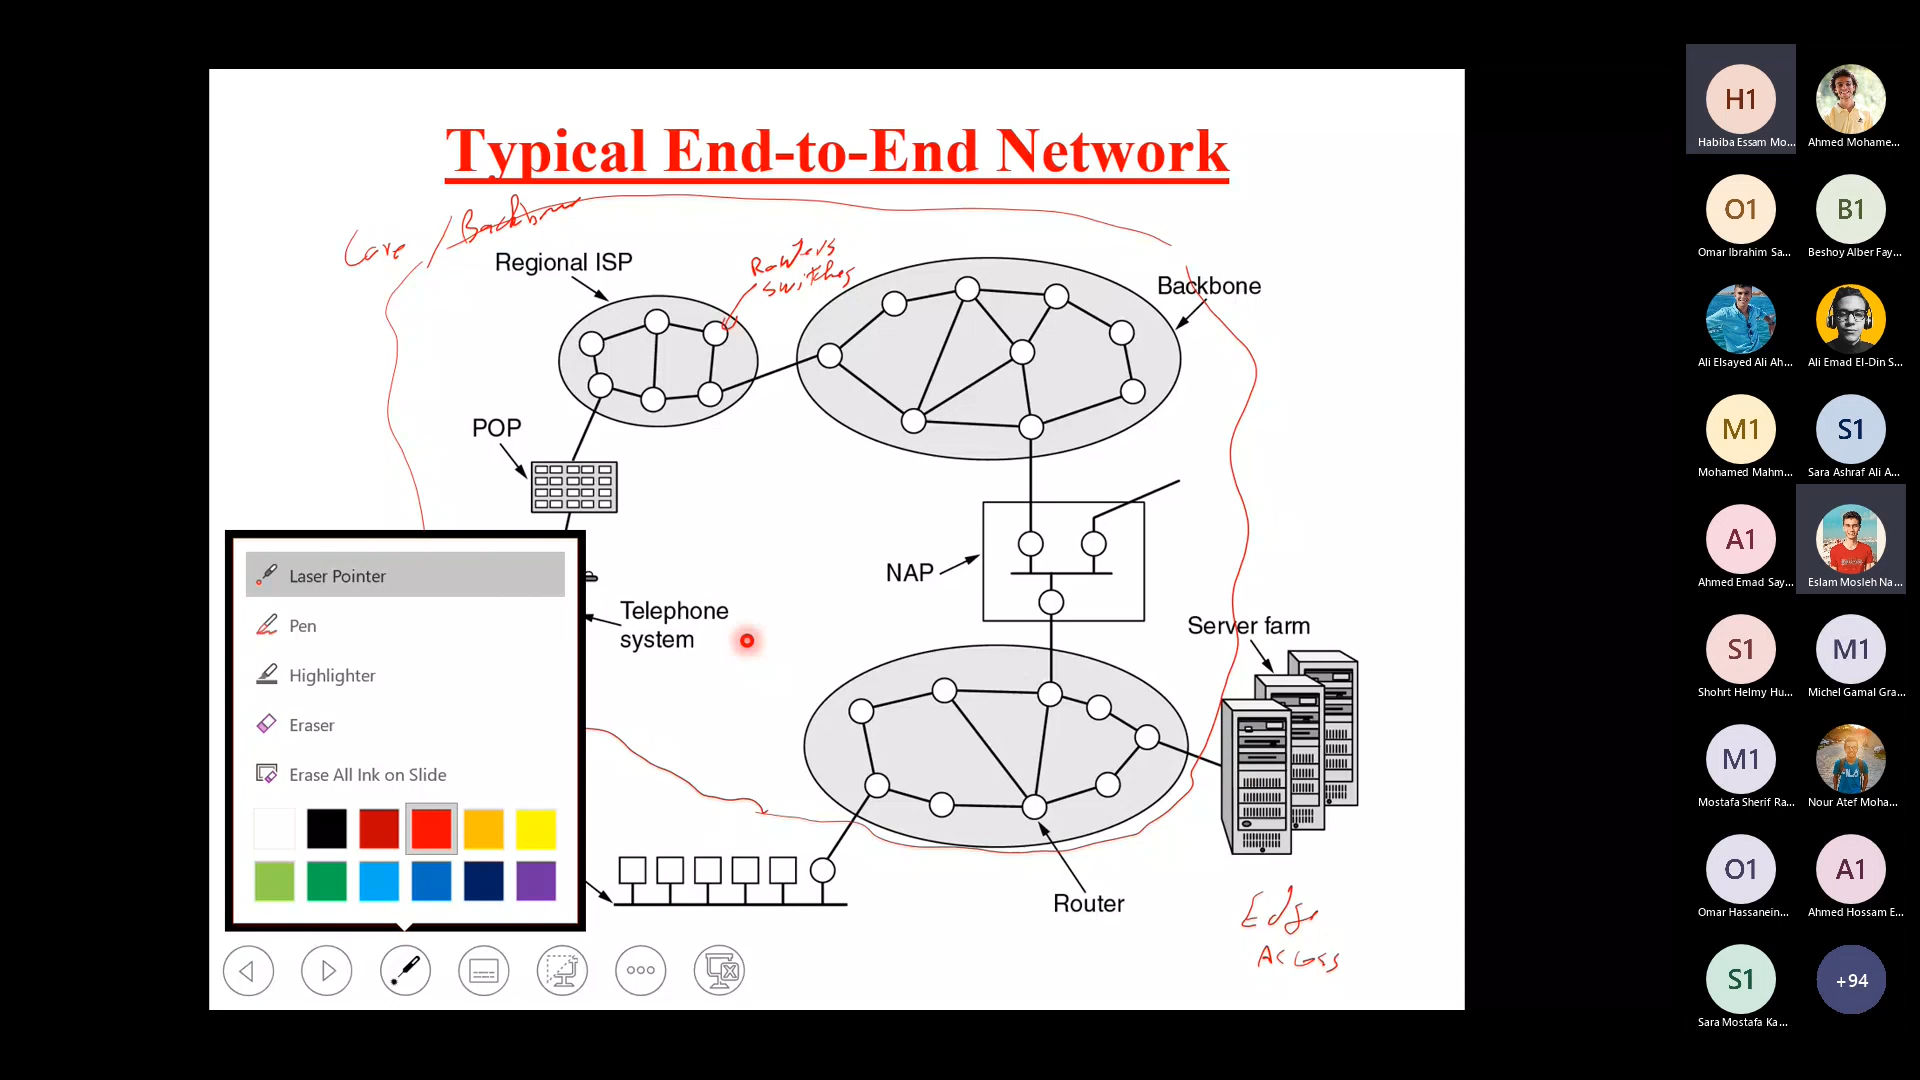 Typical End-to-End Network
Core / Backbone
Regional ISP
Routers
switches
Backbone
POP
NAP
Telephone
system
Server farm
Router
Edge
Access
Laser Pointer
Pen
Highlighter
Eraser
Erase All Ink on Slide
H1
Habiba Essam Mo...
Ahmed Mohame...
O1
Omar Ibrahim Sa...
B1
Beshoy Alber Fay...
Ali Elsayed Ali Ah...
Ali Emad El-Din S...
M1
Mohamed Mahm...
S1
Sara Ashraf Ali A...
A1
Ahmed Emad Say...
Eslam Mosleh Na...
S1
Shohrt Helmy Hu...
M1
Michel Gamal Gra...
M1
Mostafa Sherif Ra...
Nour Atef Moha...
O1
Omar Hassanein...
A1
Ahmed Hossam E...
S1
Sara Mostafa Ka...
+94